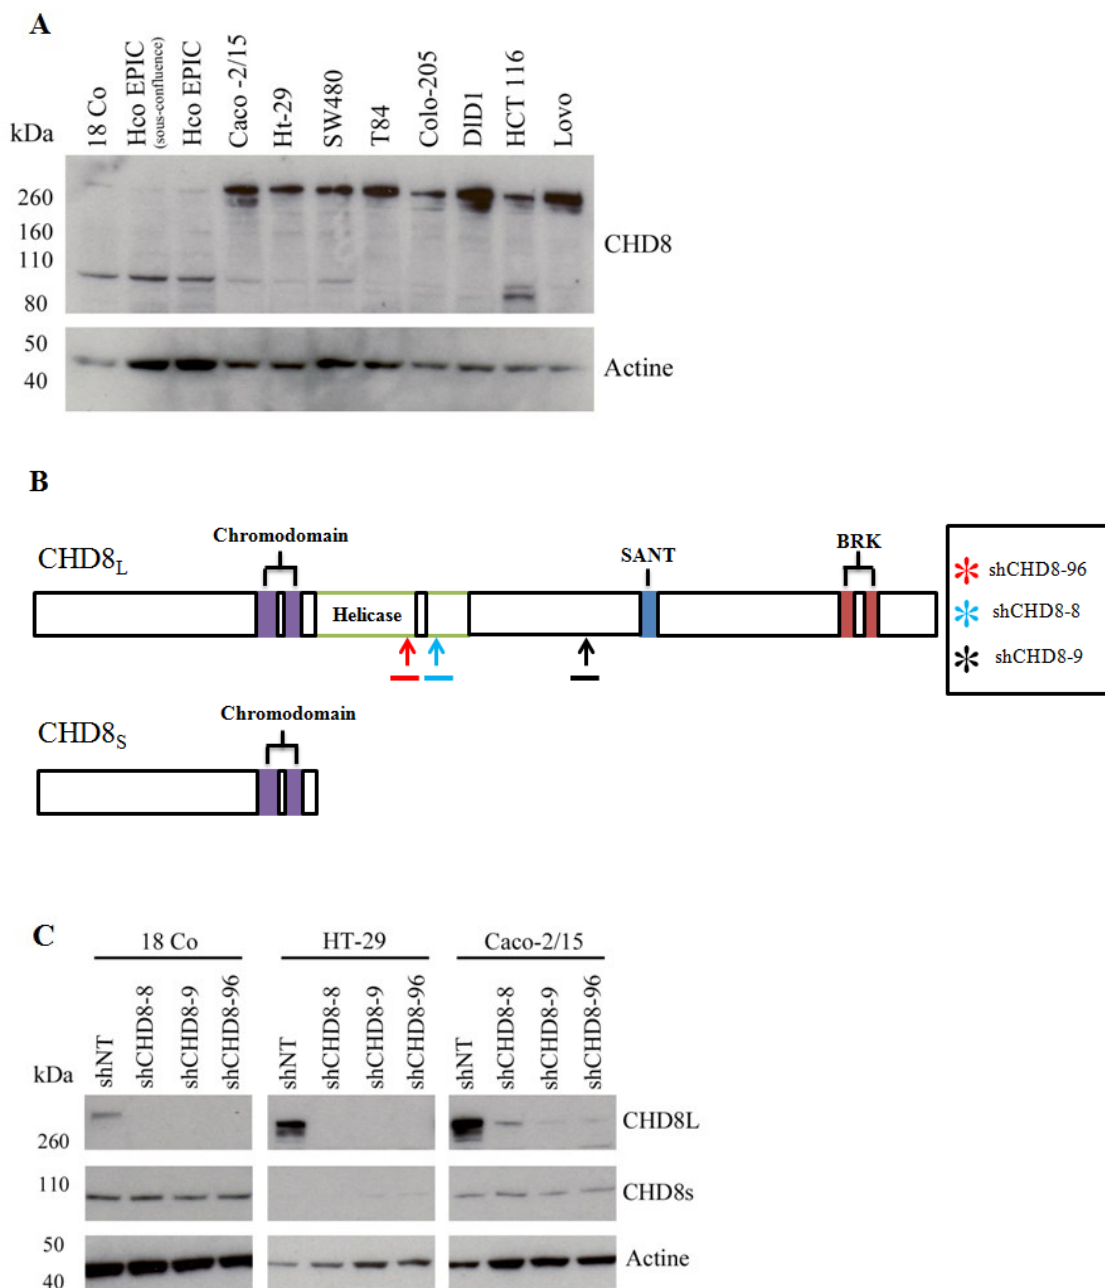 A
kDa
18 Co
Hco EPIC
(sous-confluence)
Hco EPIC
Caco -2/15
Ht-29
SW480
T84
Colo-205
DlD1
HCT 116
Lovo
260
160
110
80
CHD8
50
40
Actine
B
CHD8L
Chromodomain
Helicase
SANT
BRK
shCHD8-96
shCHD8-8
shCHD8-9
CHD8S
Chromodomain
C
18 Co
HT-29
Caco-2/15
kDa
shNT
shCHD8-8
shCHD8-9
shCHD8-96
shNT
shCHD8-8
shCHD8-9
shCHD8-96
shNT
shCHD8-8
shCHD8-9
shCHD8-96
260
CHD8L
110
CHD8s
50
40
Actine